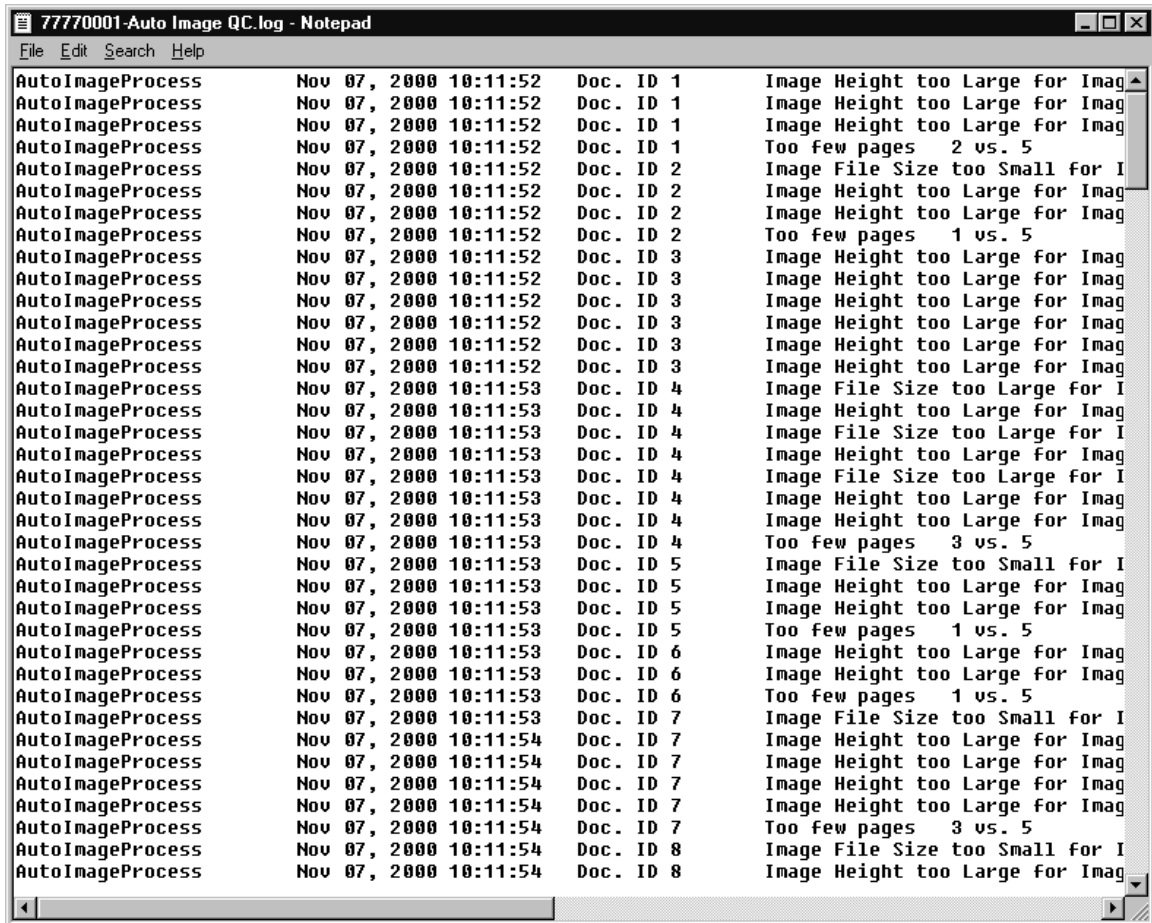 77770001-Auto Image QC.log - Notepad
File Edit Search Help
AutoImageProcess Nov 07, 2000 10:11:52 Doc. ID 1 Image Height too Large for Imag
AutoImageProcess Nov 07, 2000 10:11:52 Doc. ID 1 Image Height too Large for Imag
AutoImageProcess Nov 07, 2000 10:11:52 Doc. ID 1 Image Height too Large for Imag
AutoImageProcess Nov 07, 2000 10:11:52 Doc. ID 1 Too few pages 2 vs. 5
AutoImageProcess Nov 07, 2000 10:11:52 Doc. ID 2 Image File Size too Small for I
AutoImageProcess Nov 07, 2000 10:11:52 Doc. ID 2 Image Height too Large for Imag
AutoImageProcess Nov 07, 2000 10:11:52 Doc. ID 2 Image Height too Large for Imag
AutoImageProcess Nov 07, 2000 10:11:52 Doc. ID 2 Too few pages 1 vs. 5
AutoImageProcess Nov 07, 2000 10:11:52 Doc. ID 3 Image Height too Large for Imag
AutoImageProcess Nov 07, 2000 10:11:52 Doc. ID 3 Image Height too Large for Imag
AutoImageProcess Nov 07, 2000 10:11:52 Doc. ID 3 Image Height too Large for Imag
AutoImageProcess Nov 07, 2000 10:11:52 Doc. ID 3 Image Height too Large for Imag
AutoImageProcess Nov 07, 2000 10:11:52 Doc. ID 3 Image Height too Large for Imag
AutoImageProcess Nov 07, 2000 10:11:52 Doc. ID 3 Image Height too Large for Imag
AutoImageProcess Nov 07, 2000 10:11:53 Doc. ID 4 Image File Size too Large for I
AutoImageProcess Nov 07, 2000 10:11:53 Doc. ID 4 Image Height too Large for Imag
AutoImageProcess Nov 07, 2000 10:11:53 Doc. ID 4 Image File Size too Large for I
AutoImageProcess Nov 07, 2000 10:11:53 Doc. ID 4 Image Height too Large for Imag
AutoImageProcess Nov 07, 2000 10:11:53 Doc. ID 4 Image File Size too Large for I
AutoImageProcess Nov 07, 2000 10:11:53 Doc. ID 4 Image Height too Large for Imag
AutoImageProcess Nov 07, 2000 10:11:53 Doc. ID 4 Image Height too Large for Imag
AutoImageProcess Nov 07, 2000 10:11:53 Doc. ID 4 Too few pages 3 vs. 5
AutoImageProcess Nov 07, 2000 10:11:53 Doc. ID 5 Image File Size too Small for I
AutoImageProcess Nov 07, 2000 10:11:53 Doc. ID 5 Image Height too Large for Imag
AutoImageProcess Nov 07, 2000 10:11:53 Doc. ID 5 Image Height too Large for Imag
AutoImageProcess Nov 07, 2000 10:11:53 Doc. ID 5 Too few pages 1 vs. 5
AutoImageProcess Nov 07, 2000 10:11:53 Doc. ID 6 Image Height too Large for Imag
AutoImageProcess Nov 07, 2000 10:11:53 Doc. ID 6 Image Height too Large for Imag
AutoImageProcess Nov 07, 2000 10:11:53 Doc. ID 6 Too few pages 1 vs. 5
AutoImageProcess Nov 07, 2000 10:11:53 Doc. ID 7 Image File Size too Small for I
AutoImageProcess Nov 07, 2000 10:11:54 Doc. ID 7 Image Height too Large for Imag
AutoImageProcess Nov 07, 2000 10:11:54 Doc. ID 7 Image Height too Large for Imag
AutoImageProcess Nov 07, 2000 10:11:54 Doc. ID 7 Image Height too Large for Imag
AutoImageProcess Nov 07, 2000 10:11:54 Doc. ID 7 Image Height too Large for Imag
AutoImageProcess Nov 07, 2000 10:11:54 Doc. ID 7 Too few pages 3 vs. 5
AutoImageProcess Nov 07, 2000 10:11:54 Doc. ID 8 Image File Size too Small for I
AutoImageProcess Nov 07, 2000 10:11:54 Doc. ID 8 Image Height too Large for Imag